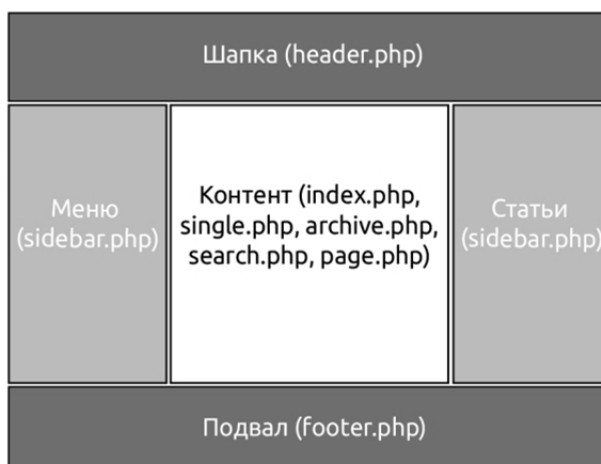 Шапка (header.php)
Меню
(sidebar.php)
Контент (index.php,
single.php, archive.php,
search.php, page.php)
Статьи
(sidebar.php)
Подвал (footer.php)